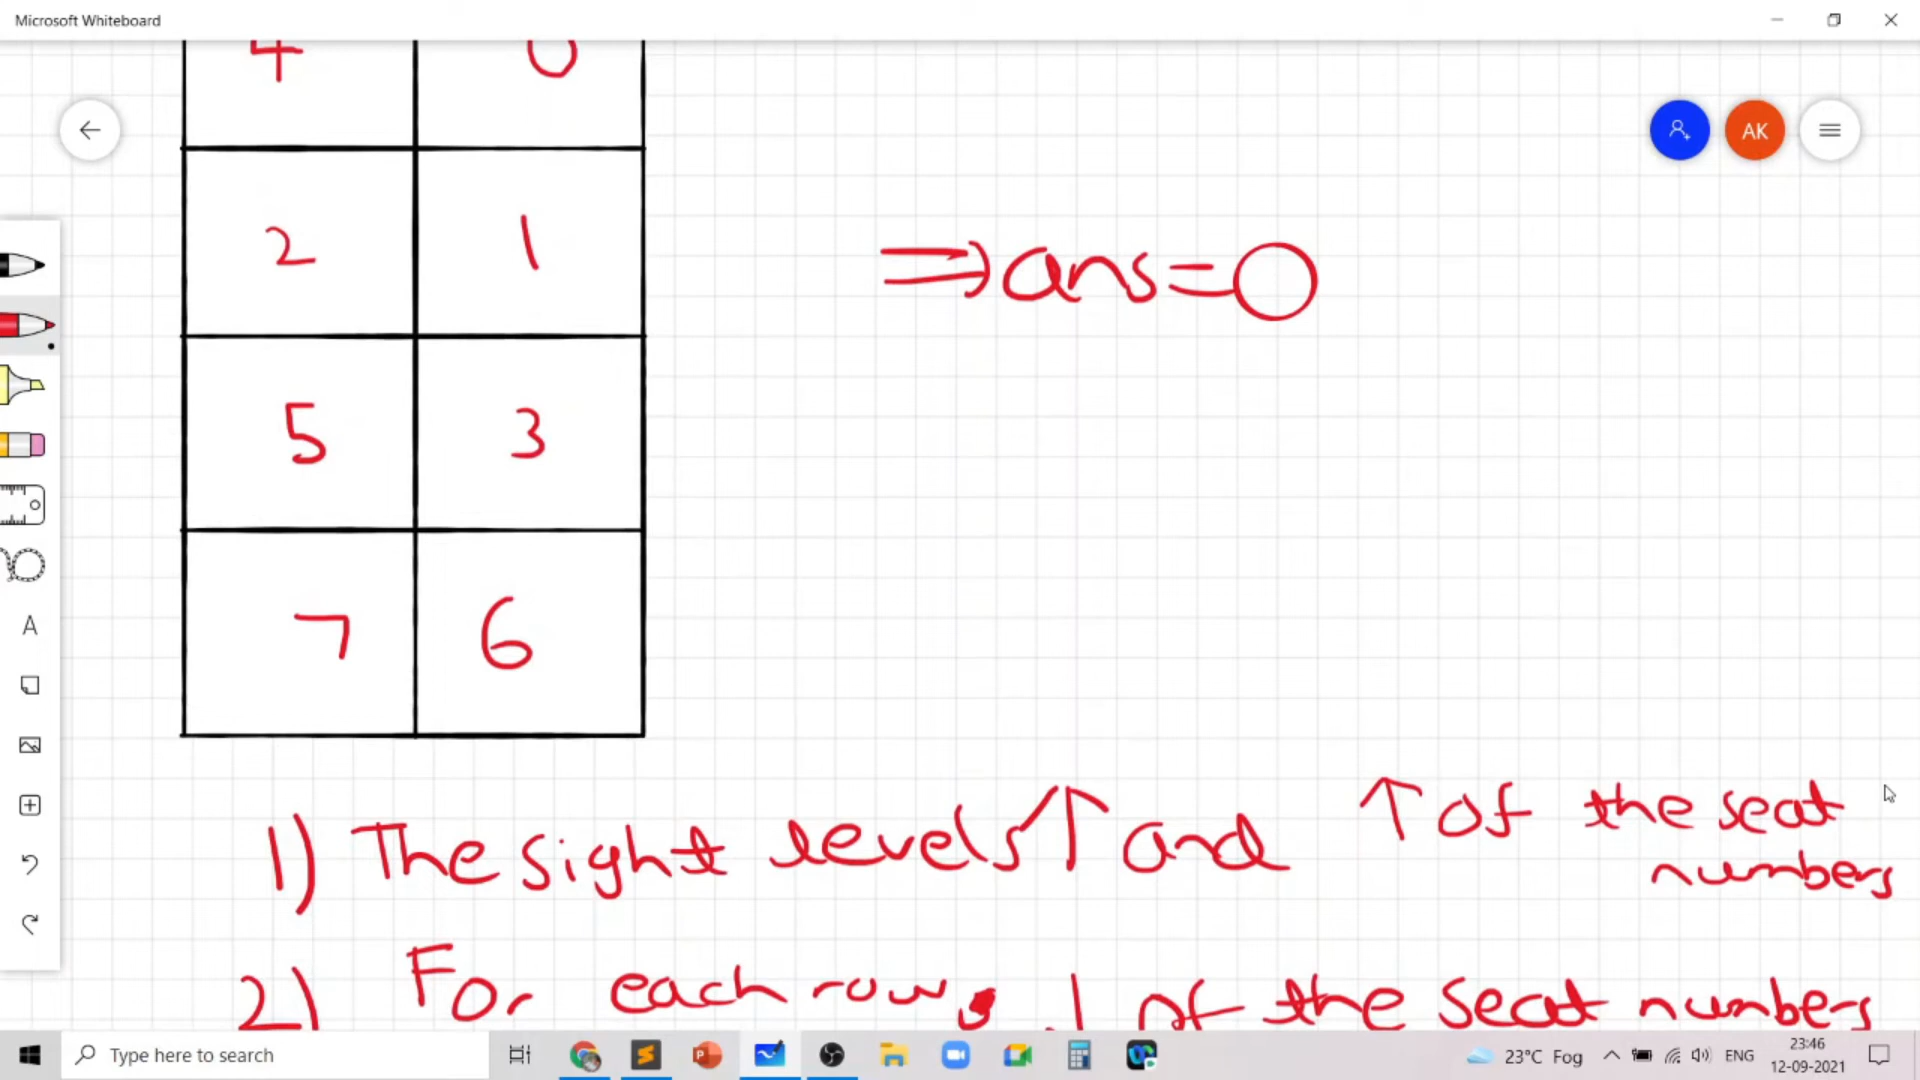 Microsoft Whiteboard
4 0
AK
2 1
⇒ ans = 0
5 3
A
7 6
1) The sight levels ↑ and ↑ of the seat
numbers
2) For each row, ↓ of the seat numbers
Type here to search
23°C Fog
ENG
23:46
12-09-2021